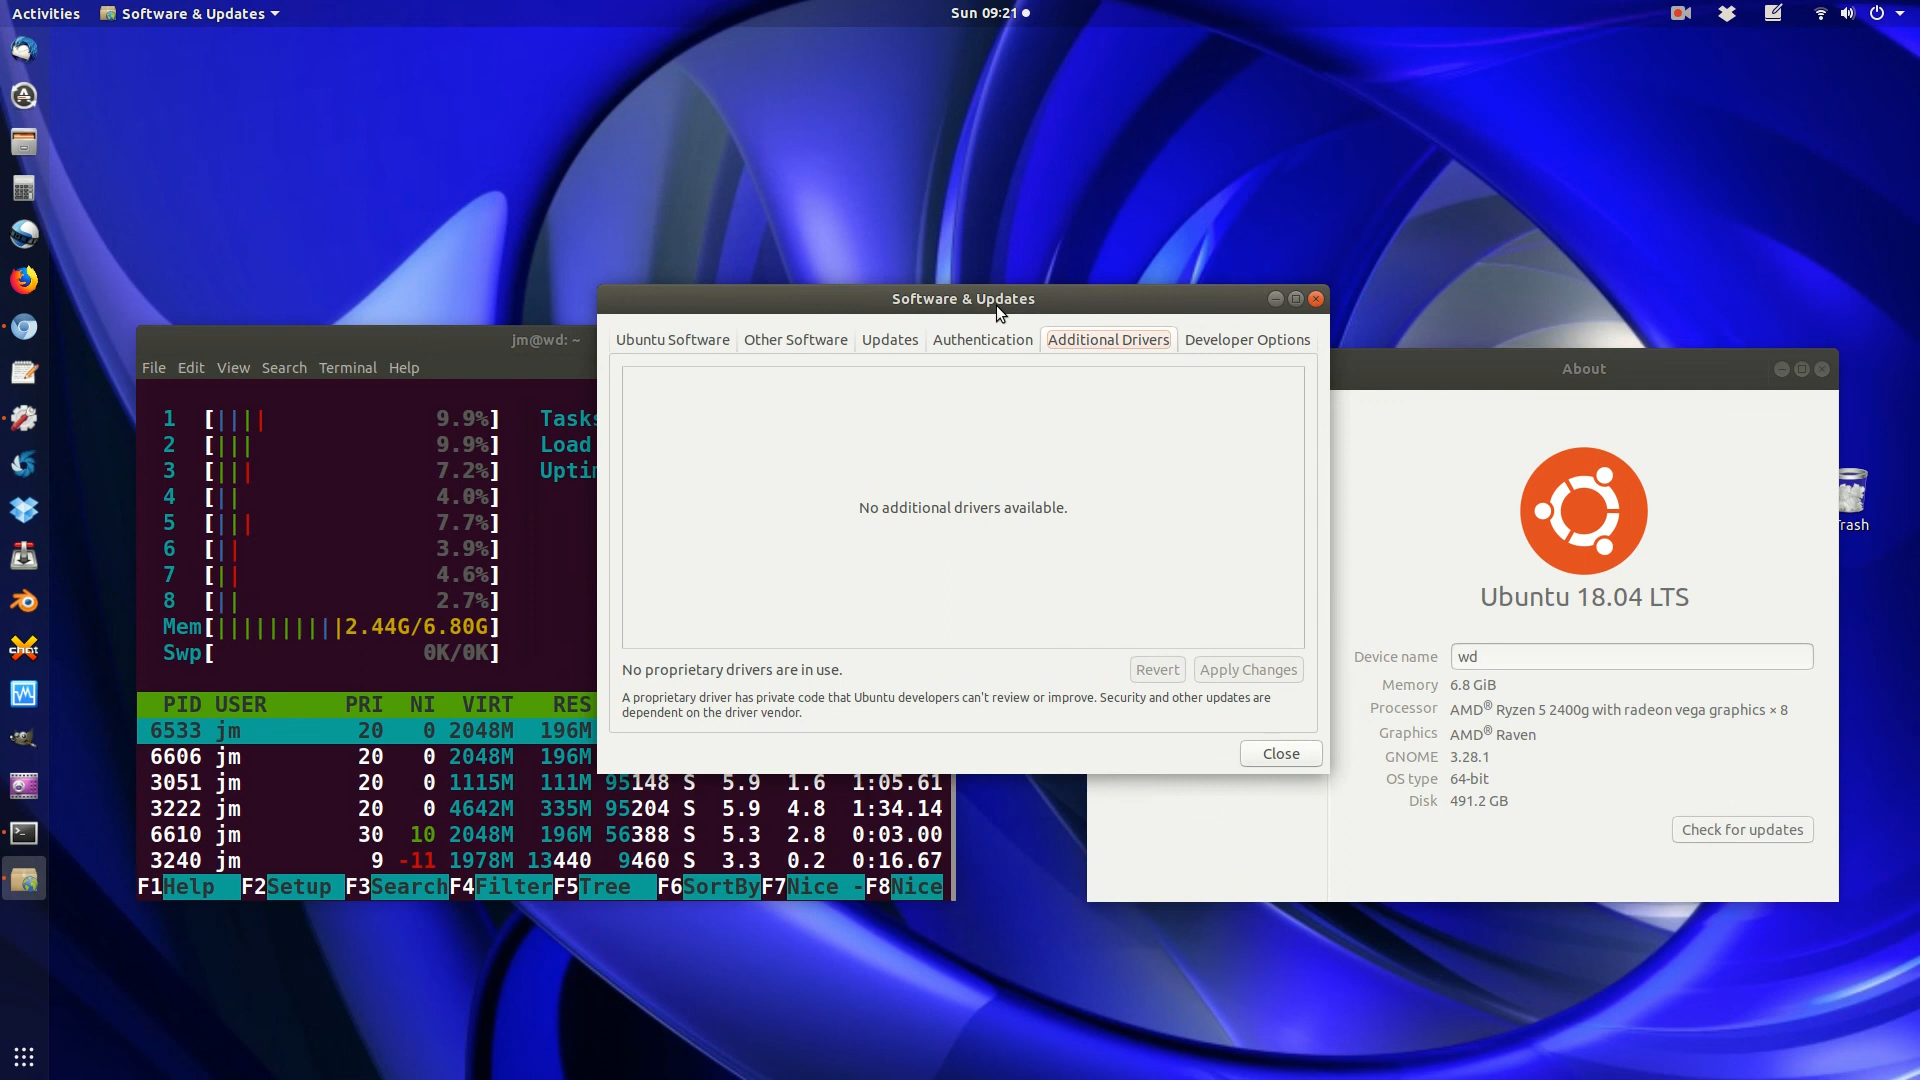 Activities Software & Updates Sun 09:21
jm@wd: ~
File Edit View Search Terminal Help
1 [|||| 9.9%] Tasks
2 [||| 9.9%] Load
3 [||| 7.2%] Uptin
4 [|| 4.0%]
5 [||| 7.7%]
6 [|| 3.9%]
7 [|| 4.6%]
8 [|| 2.7%]
Mem[||||||||||2.44G/6.80G]
Swp[ 0K/0K]
PID USER PRI NI VIRT RES
6533 jm 20 0 2048M 196M
6606 jm 20 0 2048M 196M
3051 jm 20 0 1115M 111M 95148 S 5.9 1.6 1:05.61
3222 jm 20 0 4642M 335M 95204 S 5.9 4.8 1:34.14
6610 jm 30 10 2048M 196M 56388 S 5.3 2.8 0:03.00
3240 jm 9 -11 1978M 13440 9460 S 3.3 0.2 0:16.67
F1Help F2Setup F3SearchF4FilterF5Tree F6SortByF7Nice -F8Nice
Software & Updates
Ubuntu Software Other Software Updates Authentication Additional Drivers Developer Options
No additional drivers available.
No proprietary drivers are in use. Revert Apply Changes
A proprietary driver has private code that Ubuntu developers can't review or improve. Security and other updates are
dependent on the driver vendor.
Close
About
Ubuntu 18.04 LTS
Device name wd
Memory 6.8 GiB
Processor AMD® Ryzen 5 2400g with radeon vega graphics × 8
Graphics AMD® Raven
GNOME 3.28.1
OS type 64-bit
Disk 491.2 GB
Check for updates
Trash
chat